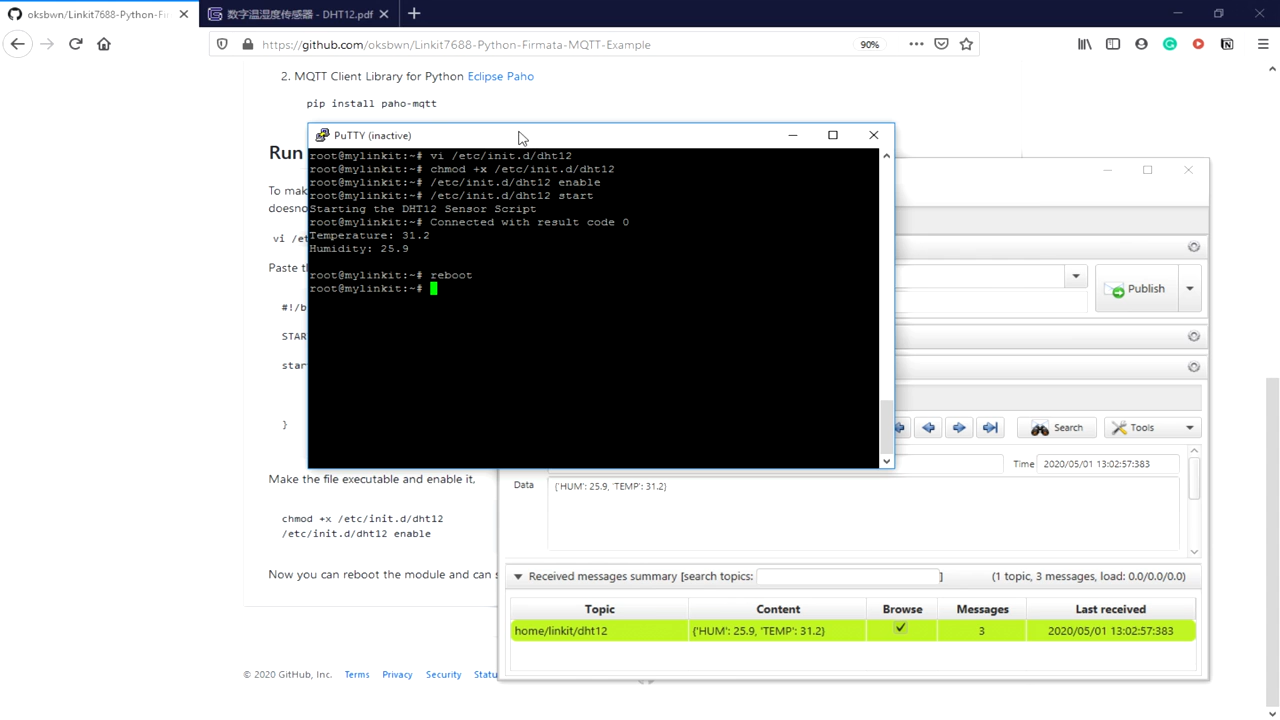 oksbwn/Linkit7688-Python-Fi
数字温湿度传感器 - DHT12.pdf
https://github.com/oksbwn/Linkit7688-Python-Firmata-MQTT-Example
90%
2. MQTT Client Library for Python Eclipse Paho
pip install paho-mqtt
Run
To mak
doesno
vi /et
Paste th
#!/b
STAR
star
}
Make the file executable and enable it.
chmod +x /etc/init.d/dht12
/etc/init.d/dht12 enable
Now you can reboot the module and can s
© 2020 GitHub, Inc. Terms Privacy Security Statu
PuTTY (inactive)
root@mylinkit:~# vi /etc/init.d/dht12
root@mylinkit:~# chmod +x /etc/init.d/dht12
root@mylinkit:~# /etc/init.d/dht12 enable
root@mylinkit:~# /etc/init.d/dht12 start
Starting the DHT12 Sensor Script
root@mylinkit:~# Connected with result code 0
Temperature: 31.2
Humidity: 25.9
root@mylinkit:~# reboot
root@mylinkit:~#
Publish
Search
Tools
Time 2020/05/01 13:02:57:383
Data {'HUM': 25.9, 'TEMP': 31.2}
Received messages summary [search topics: ] (1 topic, 3 messages, load: 0.0/0.0/0.0)
Topic Content Browse Messages Last received
home/linkit/dht12 {'HUM': 25.9, 'TEMP': 31.2} 3 2020/05/01 13:02:57:383